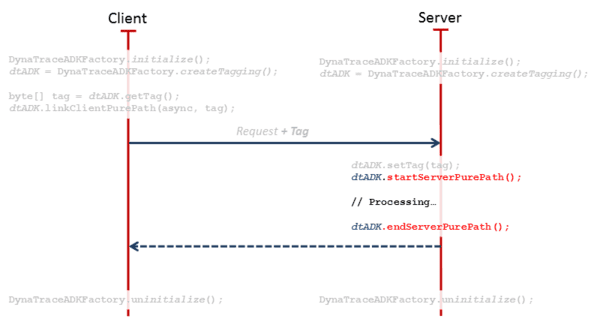 Client
Server
DynaTraceADKFactory.initialize();
dtADK = DynaTraceADKFactory.createTagging();
byte[] tag = dtADK.getTag();
dtADK.linkClientPurePath(async, tag);
DynaTraceADKFactory.initialize();
dtADK = DynaTraceADKFactory.createTagging();
Request + Tag
dtADK.setTag(tag);
dtADK.startServerPurePath();
// Processing…
dtADK.endServerPurePath();
DynaTraceADKFactory.uninitialize();
DynaTraceADKFactory.uninitialize();